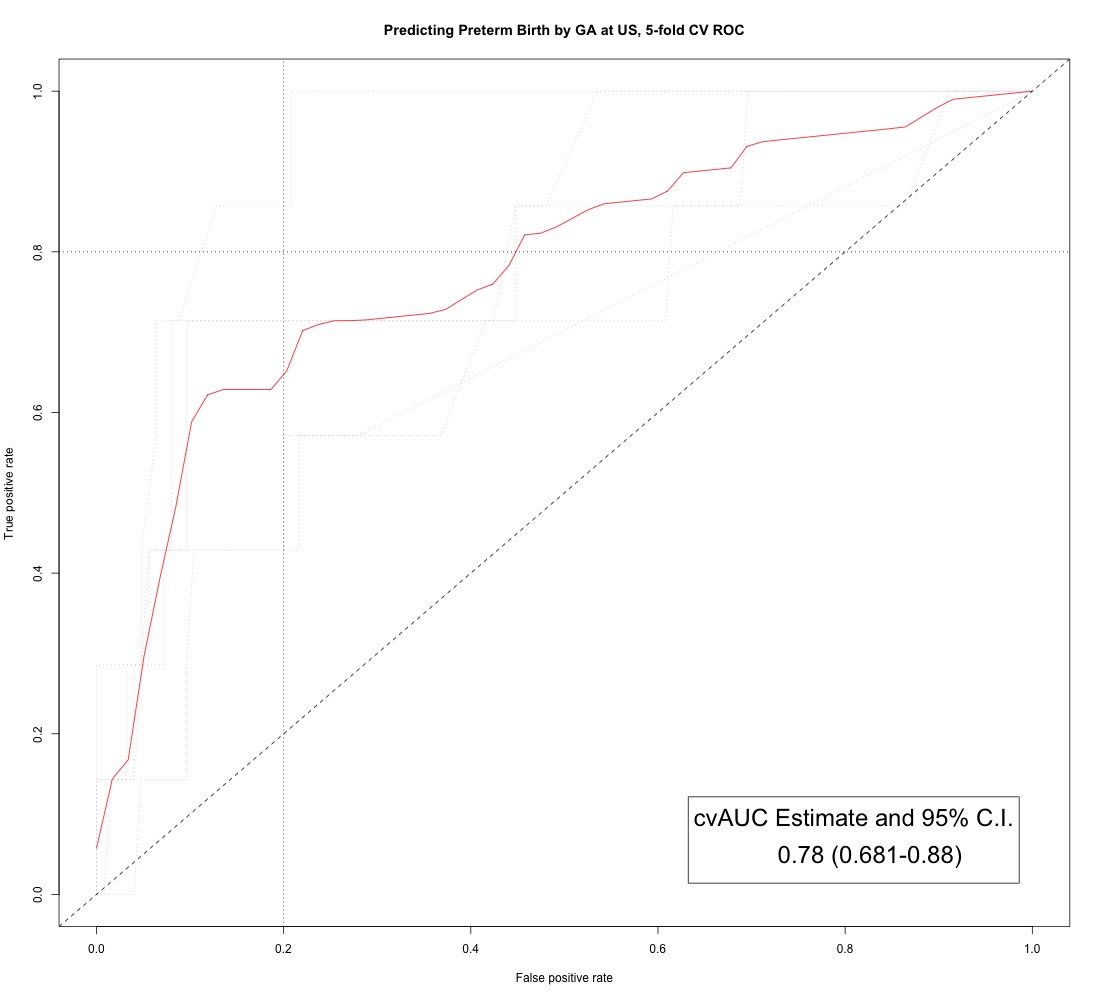 Predicting Preterm Birth by GA at US, 5-fold CV ROC
True positive rate
1.0
0.8
0.6
0.4
0.2
0.0
cvAUC Estimate and 95% C.I.
0.78 (0.681-0.88)
0.0 0.2 0.4 0.6 0.8 1.0
False positive rate